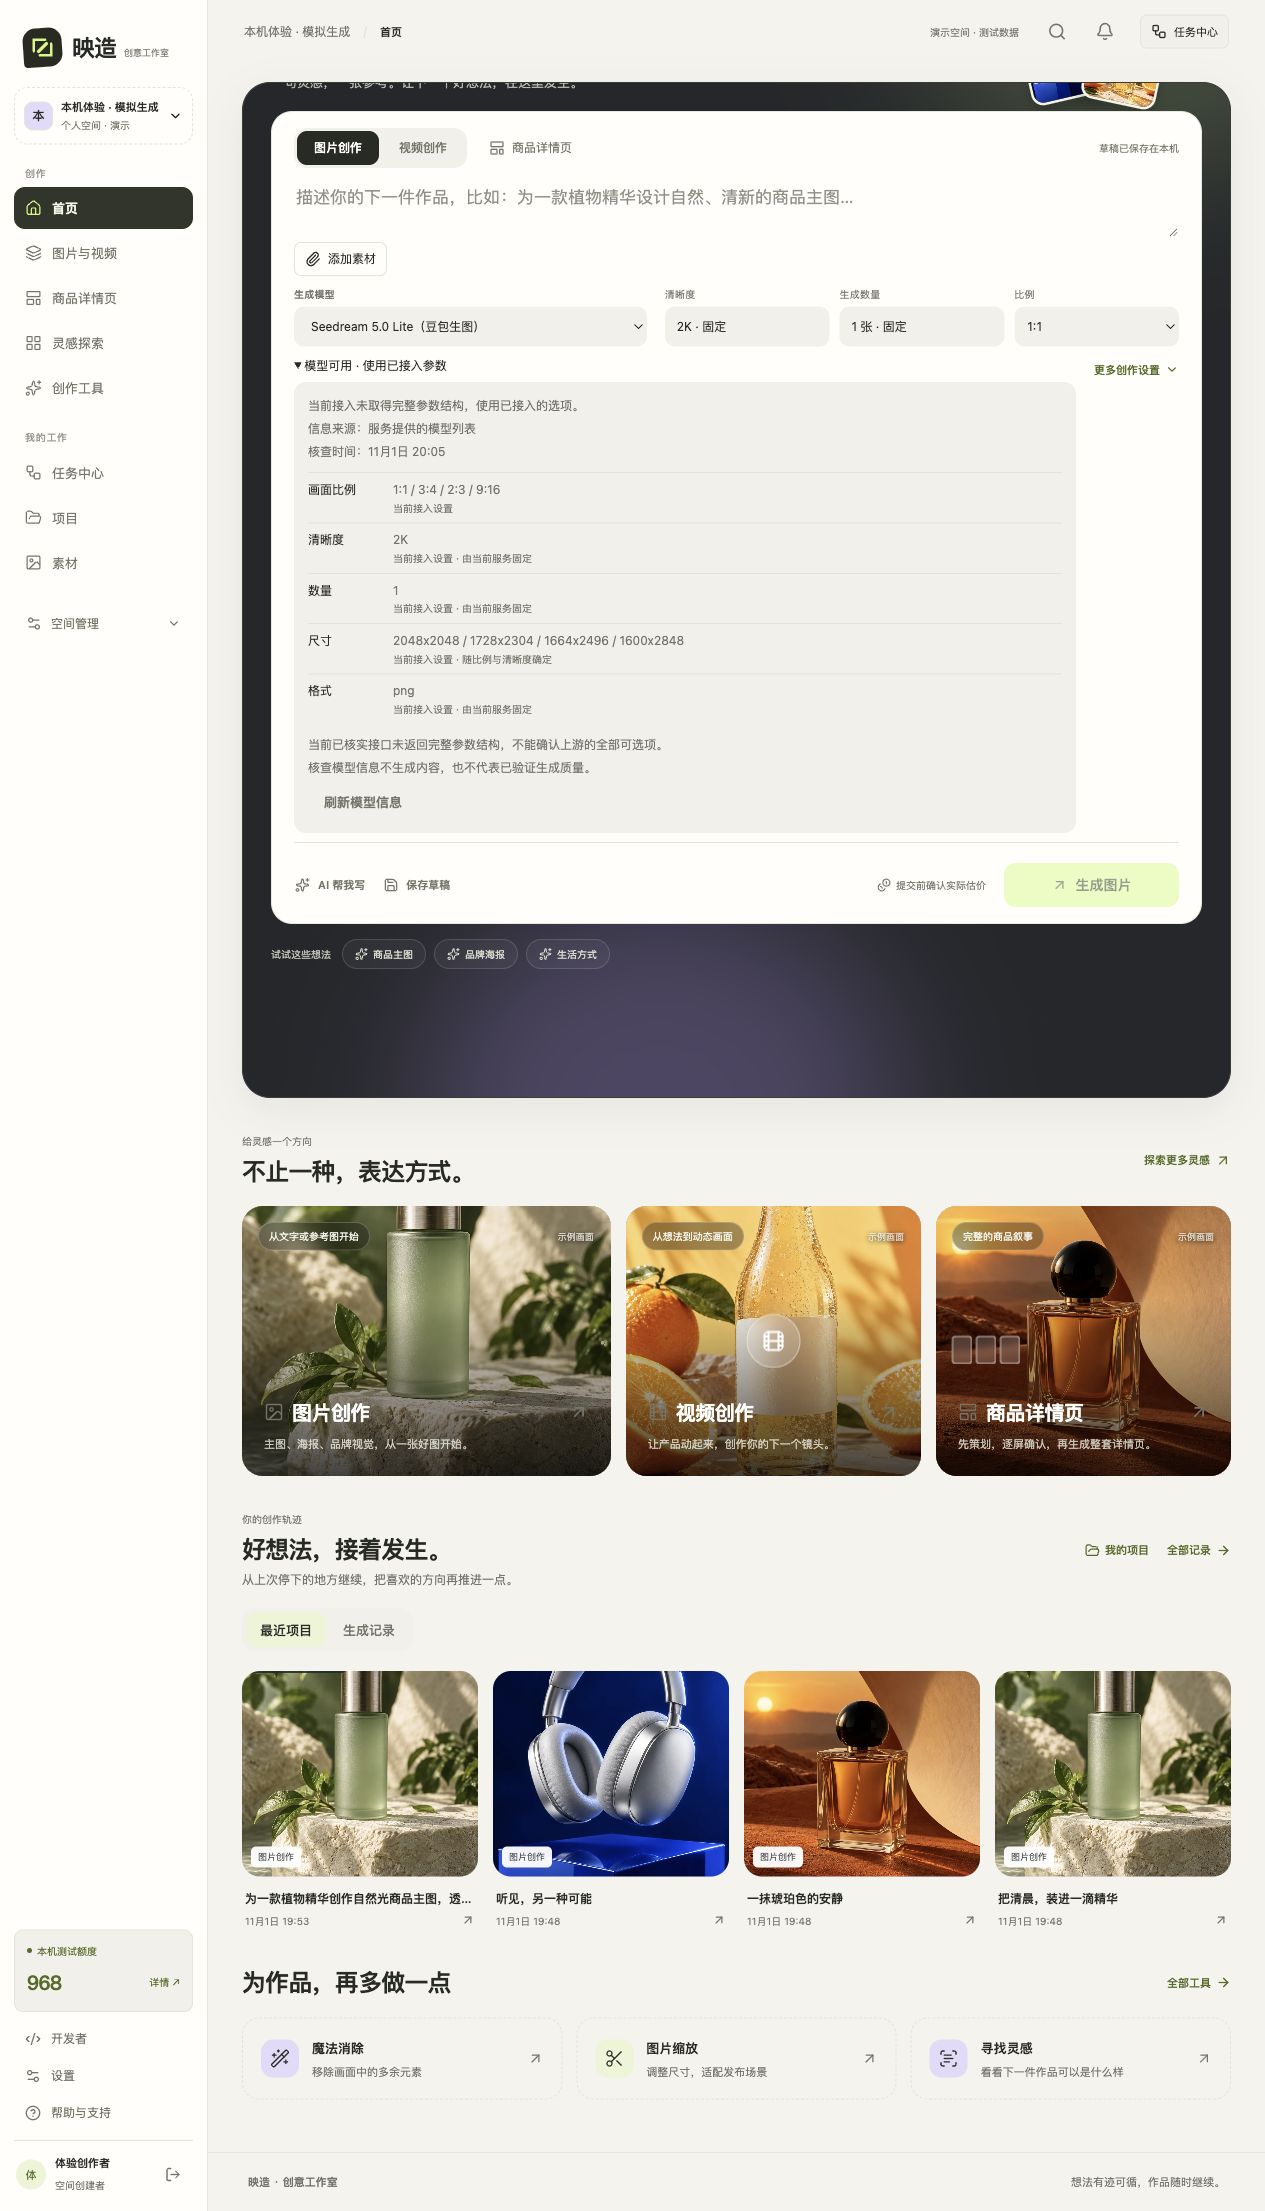 映造 创意工作室
本机体验 · 模拟生成 / 首页
演示空间 · 测试数据
任务中心
本 本机体验 · 模拟生成
个人空间 · 演示
创作
首页
图片与视频
商品详情页
灵感探索
创作工具
我的工作
任务中心
项目
素材
空间管理
本机测试额度
968 详情
开发者
设置
帮助与支持
体 体验创作者
空间创建者
图片创作 视频创作 商品详情页 草稿已保存在本机
描述你的下一件作品，比如：为一款植物精华设计自然、清新的商品主图...
添加素材
生成模型 清晰度 生成数量 比例
Seedream 5.0 Lite（豆包生图） 2K · 固定 1 张 · 固定 1:1
模型可用 · 使用已接入参数 更多创作设置
当前接入未取得完整参数结构，使用已接入的选项。
信息来源：服务提供的模型列表
核查时间：11月1日 20:05
画面比例 1:1 / 3:4 / 2:3 / 9:16
当前接入设置
清晰度 2K
当前接入设置 · 由当前服务固定
数量 1
当前接入设置 · 由当前服务固定
尺寸 2048x2048 / 1728x2304 / 1664x2496 / 1600x2848
当前接入设置 · 随比例与清晰度确定
格式 png
当前接入设置 · 由当前服务固定
当前已核实接口未返回完整参数结构，不能确认上游的全部可选项。
核查模型信息不生成内容，也不代表已验证生成质量。
刷新模型信息
AI 帮我写 保存草稿 提交前确认实际估价 生成图片
试试这些想法 商品主图 品牌海报 生活方式
给灵感一个方向
不止一种，表达方式。 探索更多灵感
从文字或参考图开始 示例画面
图片创作
主图、海报、品牌视觉，从一张好图开始。
从想法到动态画面 示例画面
视频创作
让产品动起来，创作你的下一个镜头。
完整的商品叙事 示例画面
商品详情页
先策划，逐屏确认，再生成整套详情页。
你的创作轨迹
好想法，接着发生。 我的项目 全部记录
从上次停下的地方继续，把喜欢的方向再推进一点。
最近项目 生成记录
图片创作
为一款植物精华创作自然光商品主图，透...
11月1日 19:53
图片创作
听见，另一种可能
11月1日 19:48
图片创作
一抹琥珀色的安静
11月1日 19:48
图片创作
把清晨，装进一滴精华
11月1日 19:48
为作品，再多做一点 全部工具
魔法消除
移除画面中的多余元素
图片缩放
调整尺寸，适配发布场景
寻找灵感
看看下一件作品可以是什么样
映造 · 创意工作室 想法有迹可循，作品随时继续。